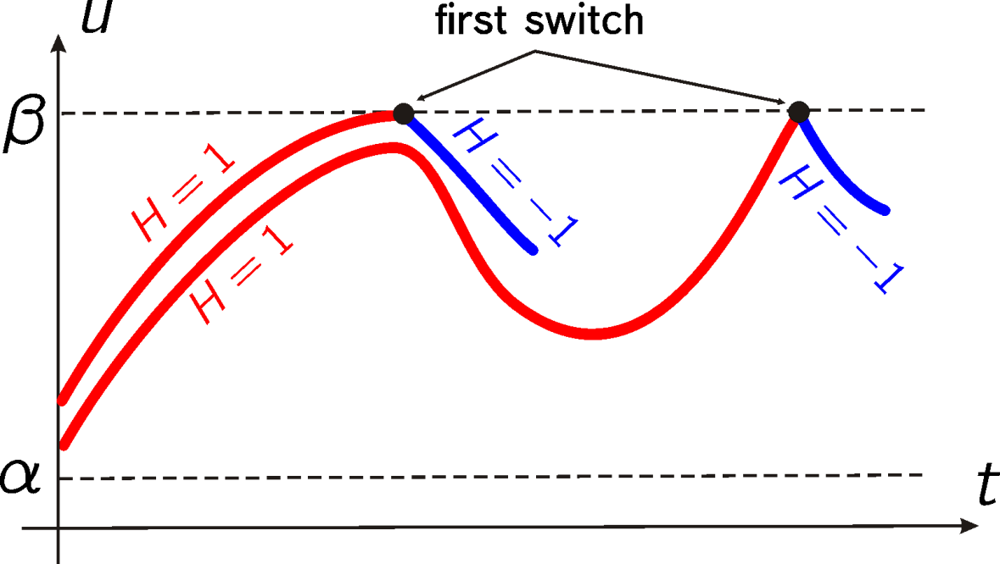 u
first switch
β
H = 1
H = -1
H = 1
H = -1
α
t